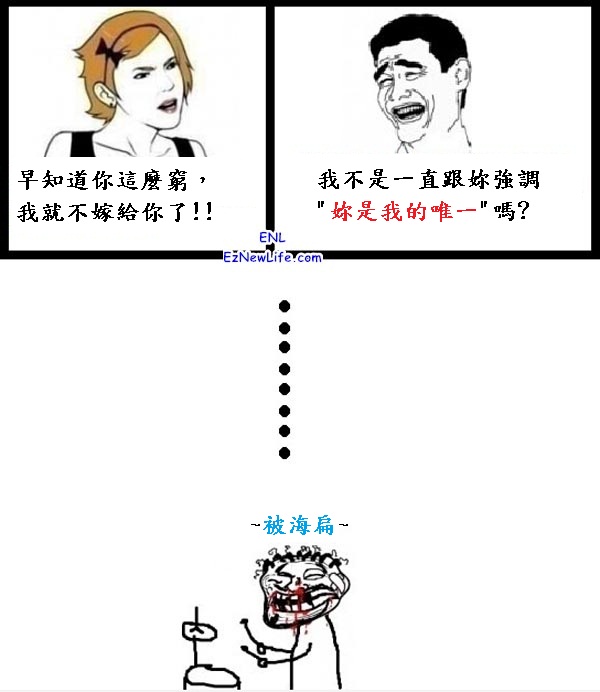 早知道你這麼窮，
我就不嫁給你了!!
我不是一直跟妳強調
"妳是我的唯一"嗎?
ENL
EzNewLife.com
~被海扁~